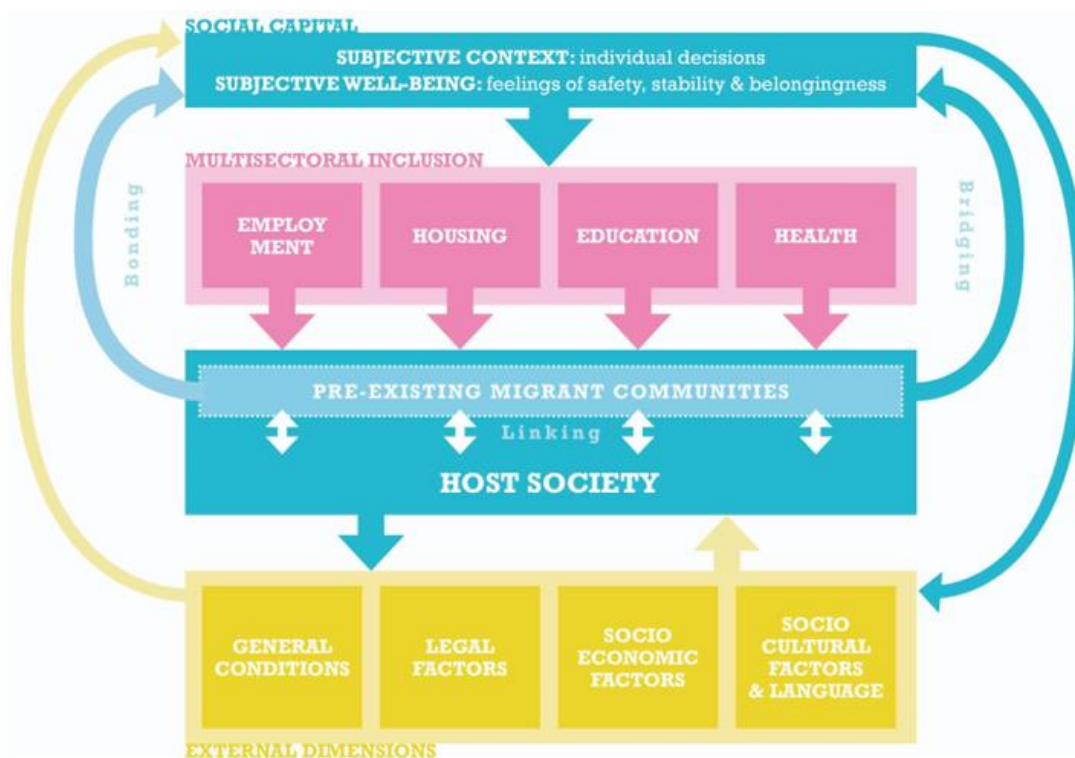 SOCIAL CAPITAL
SUBJECTIVE CONTEXT: individual decisions
SUBJECTIVE WELL-BEING: feelings of safety, stability & belongingness
MULTISECTORAL INCLUSION
Bonding
EMPLOY
MENT
HOUSING
EDUCATION
HEALTH
Bridging
PRE-EXISTING MIGRANT COMMUNITIES
Linking
HOST SOCIETY
GENERAL
CONDITIONS
LEGAL
FACTORS
SOCIO
ECONOMIC
FACTORS
SOCIO
CULTURAL
FACTORS
& LANGUAGE
EXTERNAL DIMENSIONS